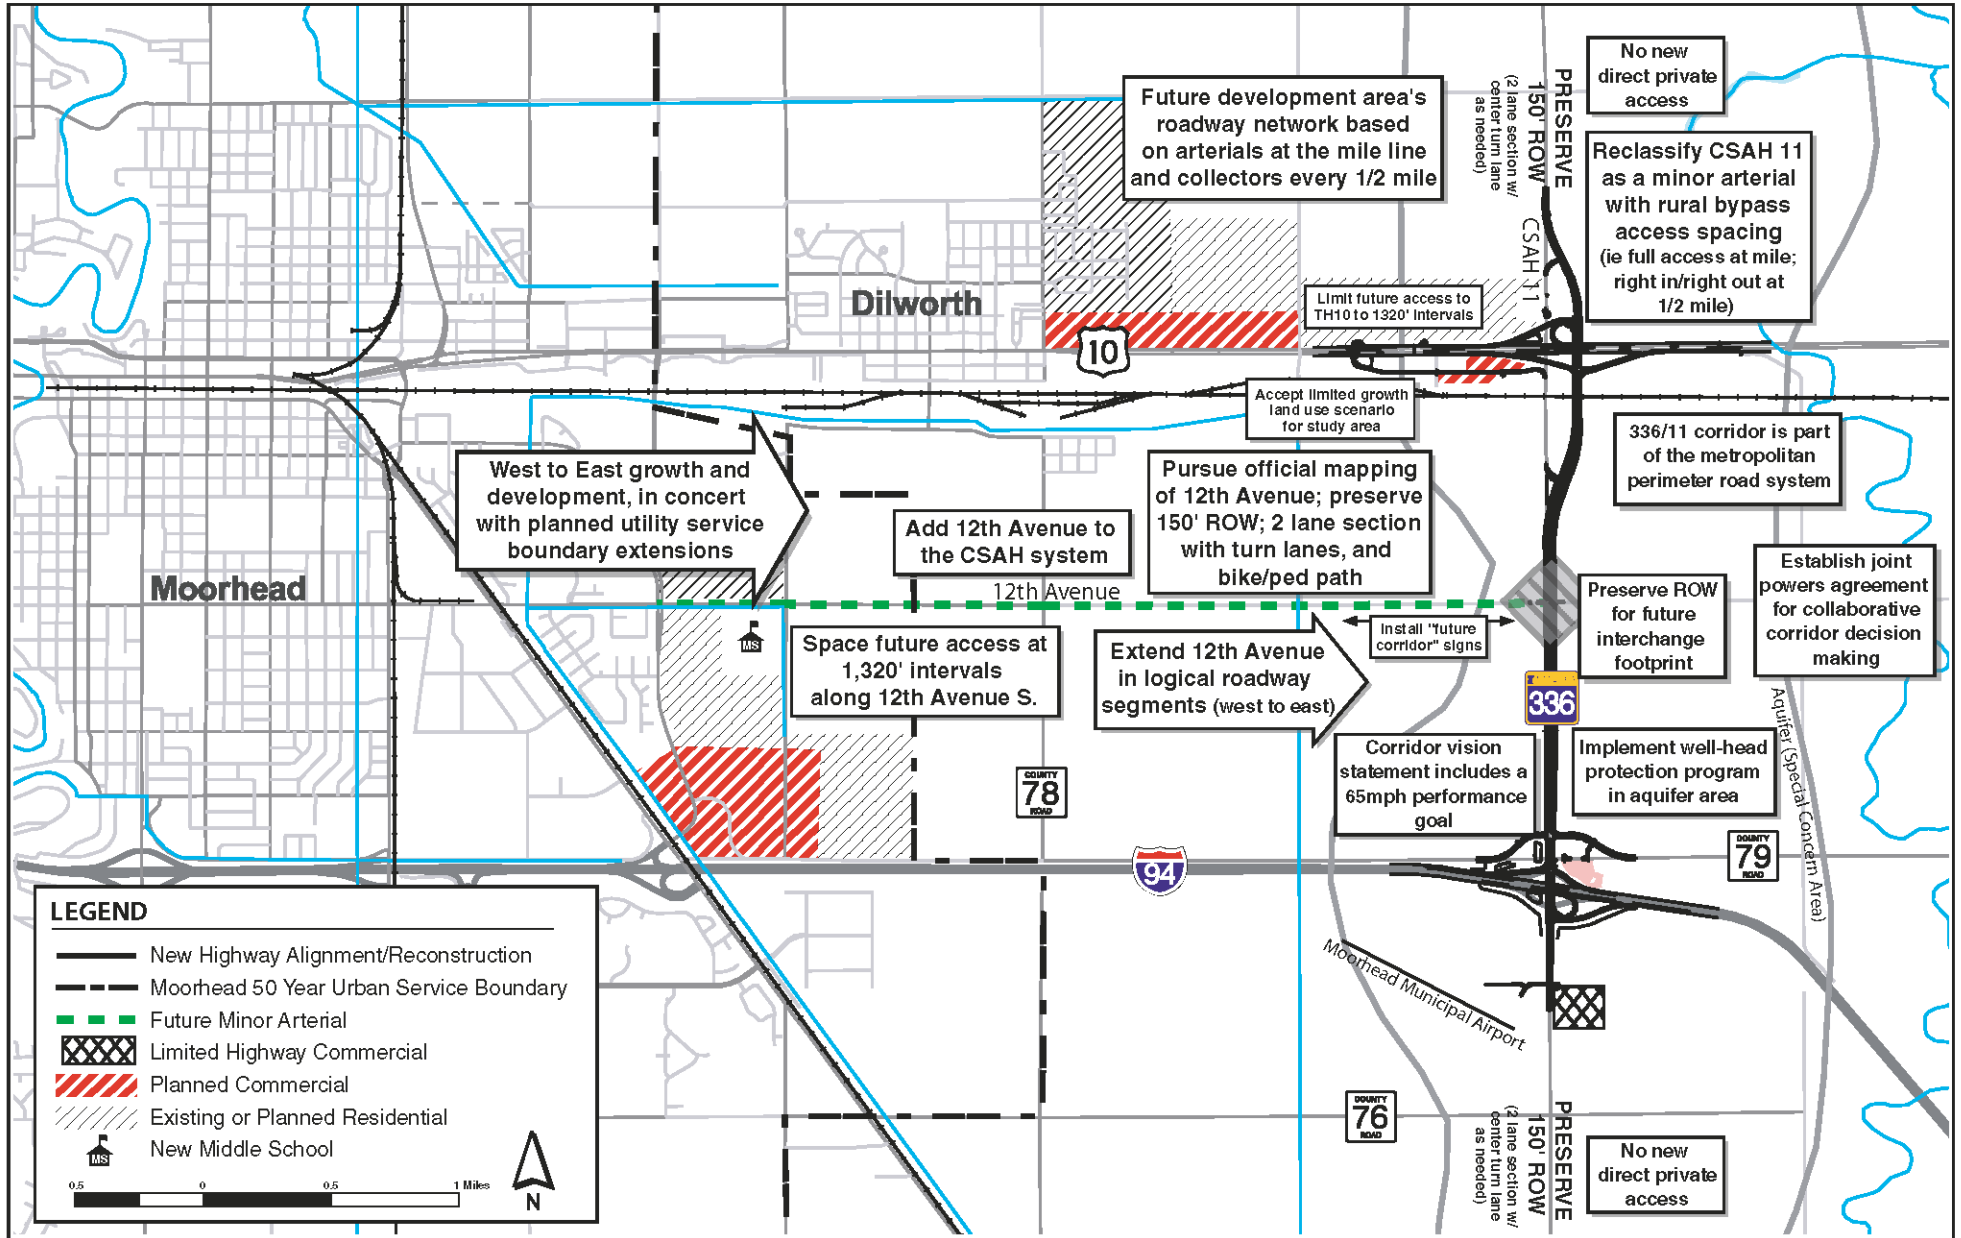 No new
direct private
access
PRESERVE
150' ROW
(2 lane section w/
center turn lane
as needed)
Future development area's
roadway network based
on arterials at the mile line
and collectors every 1/2 mile
Reclassify CSAH 11
as a minor arterial
with rural bypass
access spacing
(ie full access at mile;
right in/right out at
1/2 mile)
CSAH 11
Dilworth
Limit future access to
TH10 to 1320' intervals
10
Accept limited growth
land use scenario
for study area
336/11 corridor is part
of the metropolitan
perimeter road system
West to East growth and
development, in concert
with planned utility service
boundary extensions
Pursue official mapping
of 12th Avenue; preserve
150' ROW; 2 lane section
with turn lanes, and
bike/ped path
Add 12th Avenue to
the CSAH system
Moorhead
12th Avenue
Preserve ROW
for future
interchange
footprint
Establish joint
powers agreement
for collaborative
corridor decision
making
MS
Space future access at
1,320' intervals
along 12th Avenue S.
Extend 12th Avenue
in logical roadway
segments (west to east)
Install "future
corridor" signs
336
Aquifer (Special Concern Area)
Corridor vision
statement includes a
65mph performance
goal
Implement well-head
protection program
in aquifer area
COUNTY
78
ROAD
COUNTY
79
ROAD
94
Moorhead Municipal Airport
COUNTY
76
ROAD
PRESERVE
150' ROW
(2 lane section w/
center turn lane
as needed)
No new
direct private
access
LEGEND
New Highway Alignment/Reconstruction
Moorhead 50 Year Urban Service Boundary
Future Minor Arterial
Limited Highway Commercial
Planned Commercial
Existing or Planned Residential
MS New Middle School
0.5 0 0.5 1 Miles
N